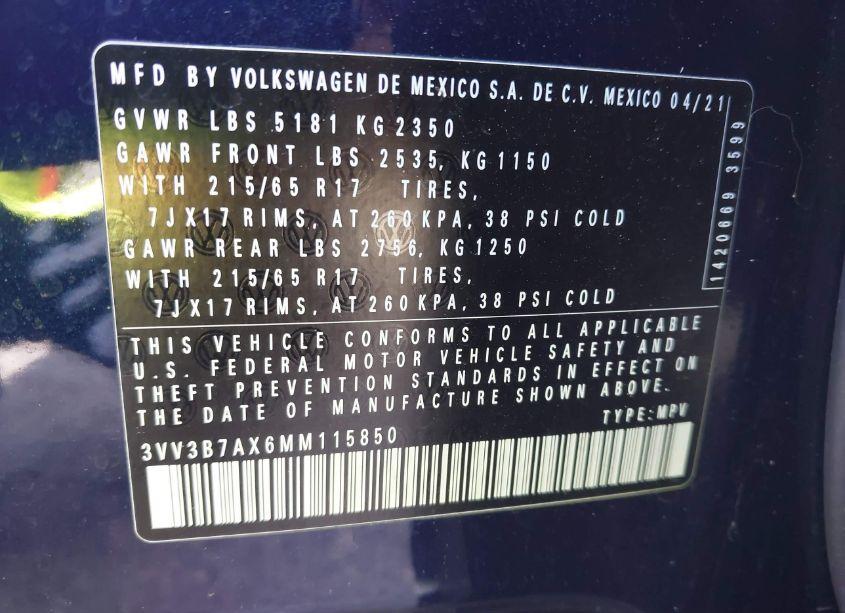 MFD BY VOLKSWAGEN DE MEXICO S.A. DE C.V. MEXICO 04/21
GVWR LBS 5181 KG 2350
GAWR FRONT LBS 2535, KG 1150
WITH 215/65 R17 TIRES,
7JX17 RIMS, AT 260 KPA, 38 PSI COLD
GAWR REAR LBS 2756, KG 1250
WITH 215/65 R17 TIRES,
7JX17 RIMS, AT 260 KPA, 38 PSI COLD
1420669 3599
THIS VEHICLE CONFORMS TO ALL APPLICABLE
U.S. FEDERAL MOTOR VEHICLE SAFETY AND
THEFT PREVENTION STANDARDS IN EFFECT ON
THE DATE OF MANUFACTURE SHOWN ABOVE.
TYPE: MPV
3VV3B7AX6MM115850